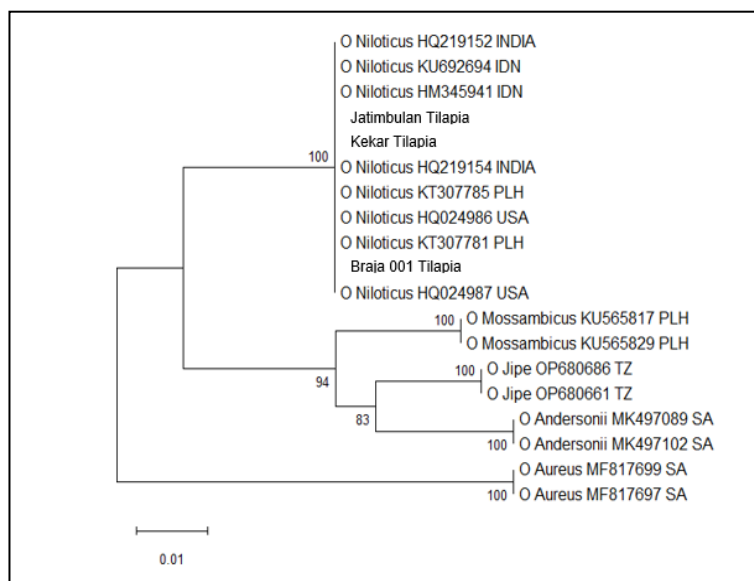 O Niloticus HQ219152 INDIA
O Niloticus KU692694 IDN
O Niloticus HM345941 IDN
Jatimbulan Tilapia
Kekar Tilapia
100
O Niloticus HQ219154 INDIA
O Niloticus KT307785 PLH
O Niloticus HQ024986 USA
O Niloticus KT307781 PLH
Braja 001 Tilapia
O Niloticus HQ024987 USA
100
O Mossambicus KU565817 PLH
O Mossambicus KU565829 PLH
94
100
O Jipe OP680686 TZ
O Jipe OP680661 TZ
83
O Andersonii MK497089 SA
100
O Andersonii MK497102 SA
O Aureus MF817699 SA
100
O Aureus MF817697 SA
0.01